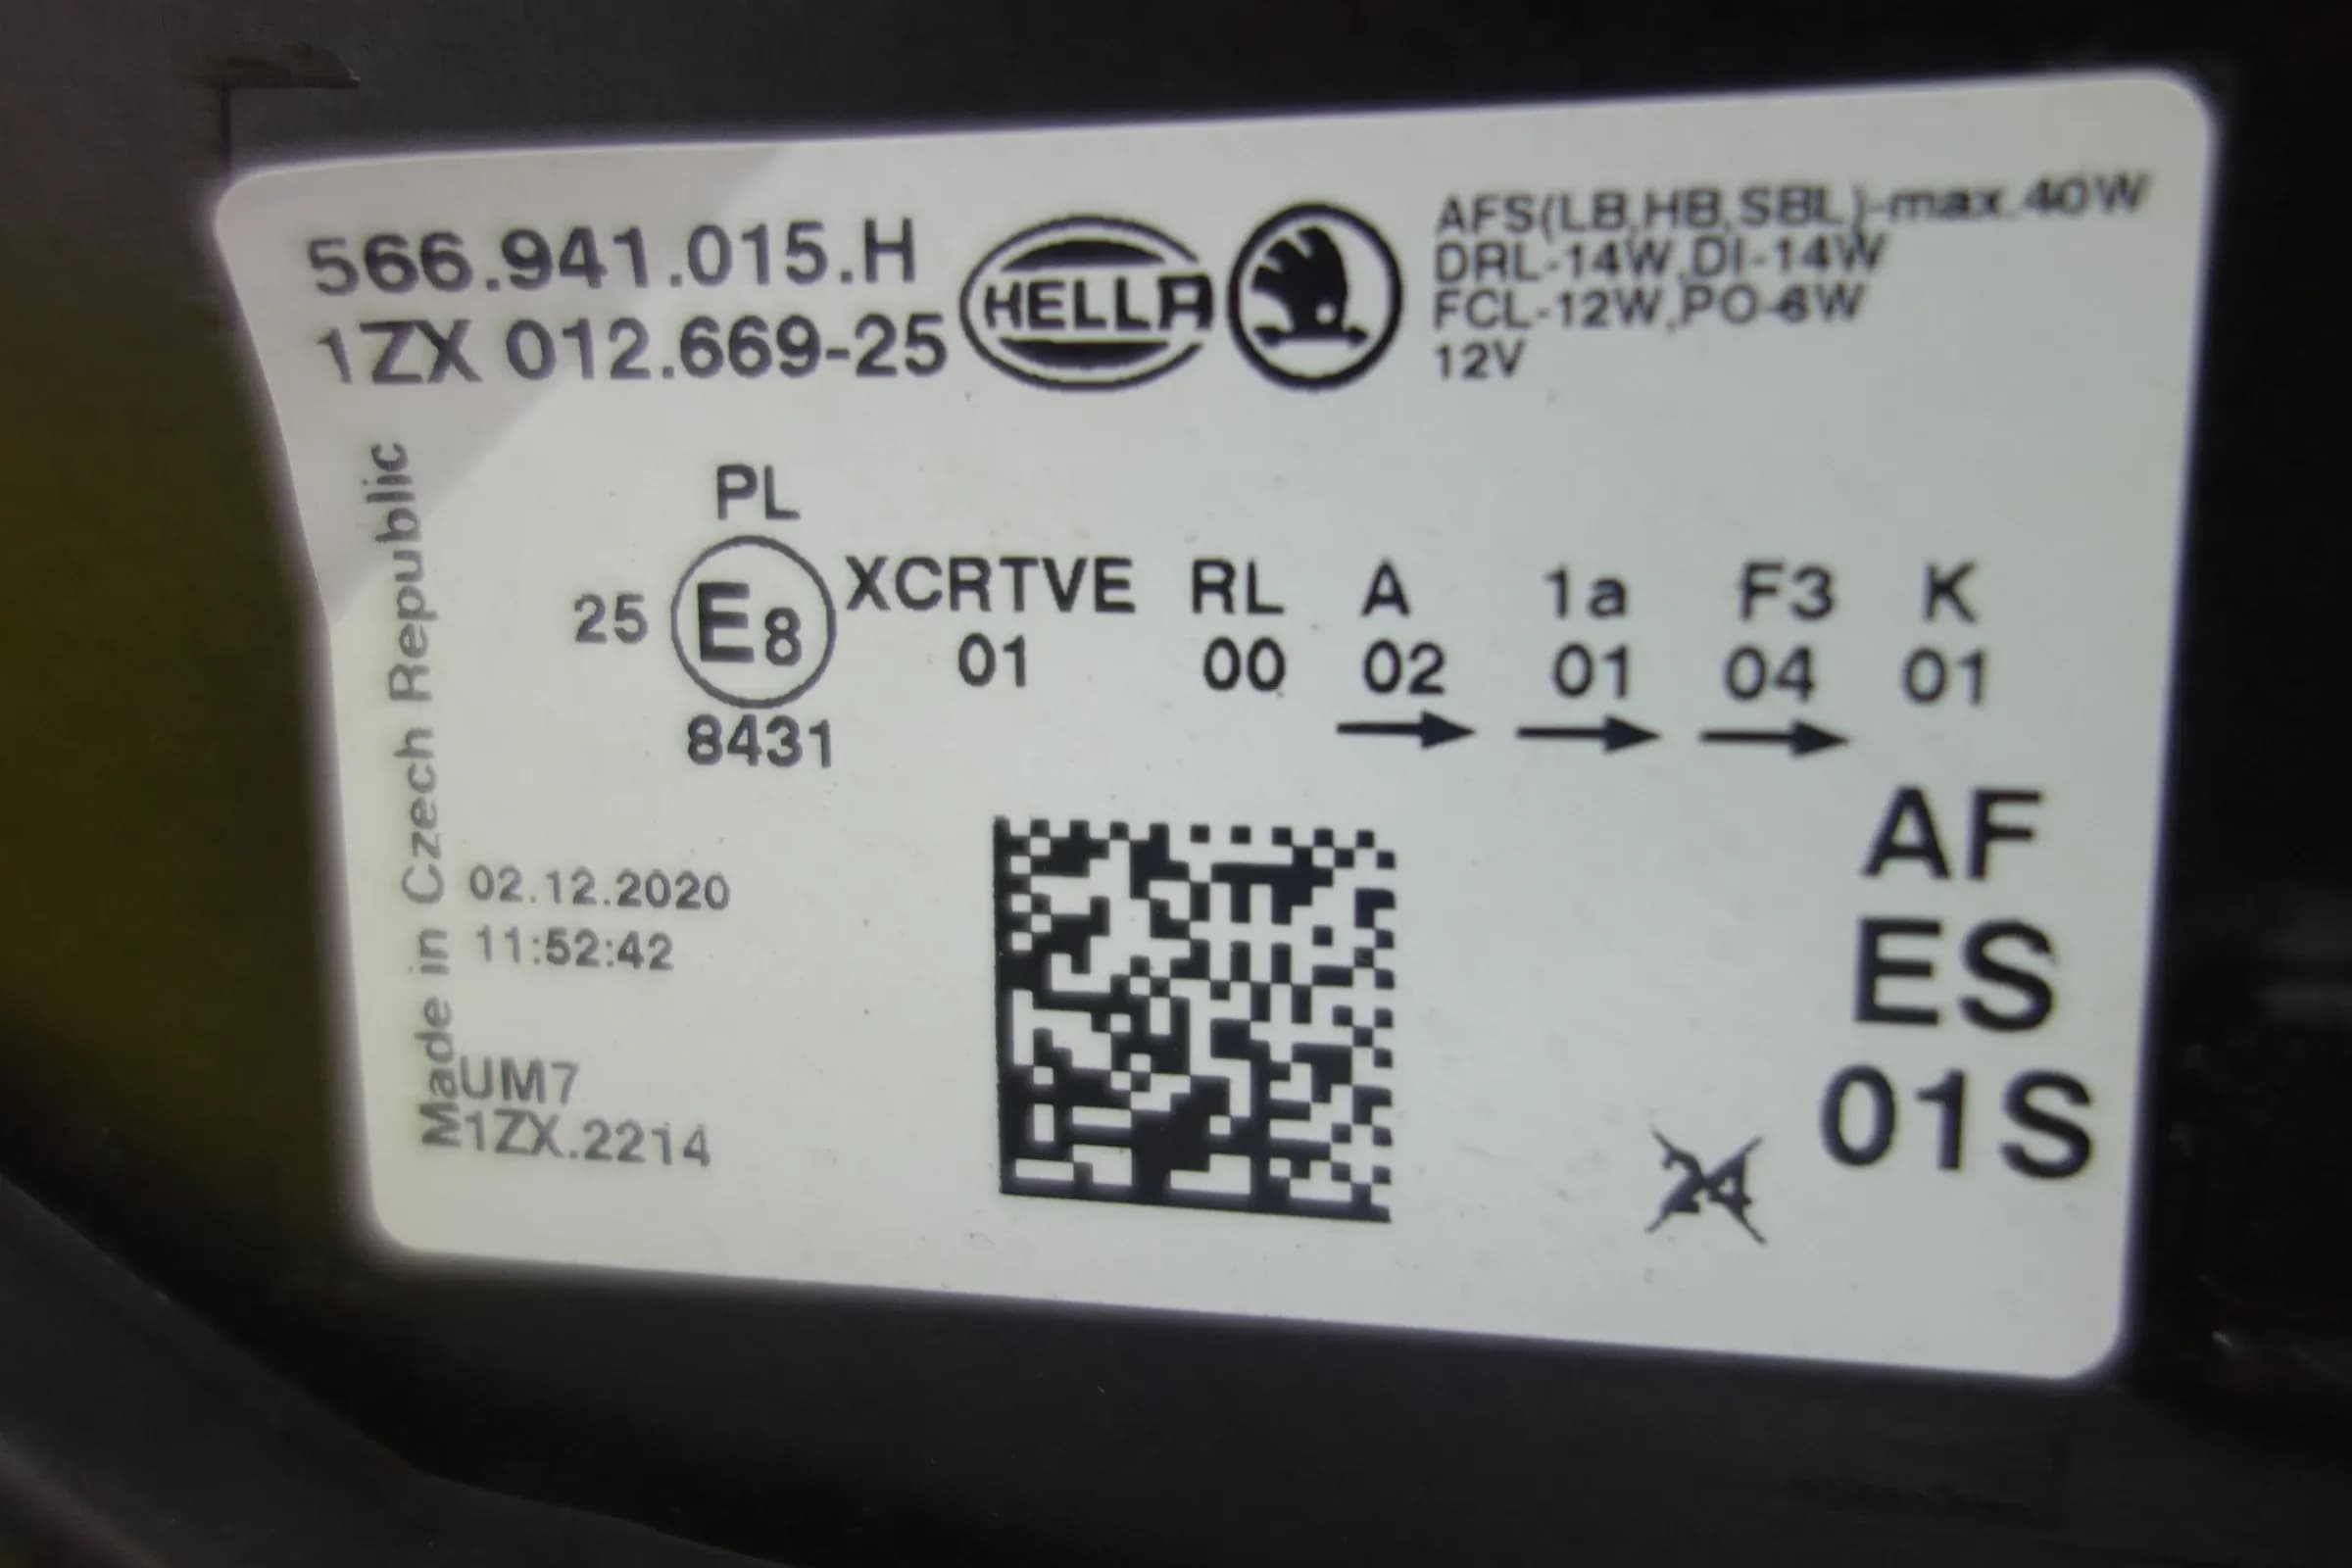 566.941.015.H
1ZX 012.669-25
HELLA
AFS(LB,HB,SBL)-max.40W
DRL-14W,DI-14W
FCL-12W,PO-6W
12V
Made in Czech Republic
PL
25 E8 XCRTVE RL A 1a F3 K
01 00 02 01 04 01
8431
02.12.2020
11:52:42
UM7
1ZX.2214
AF
ES
01S
24